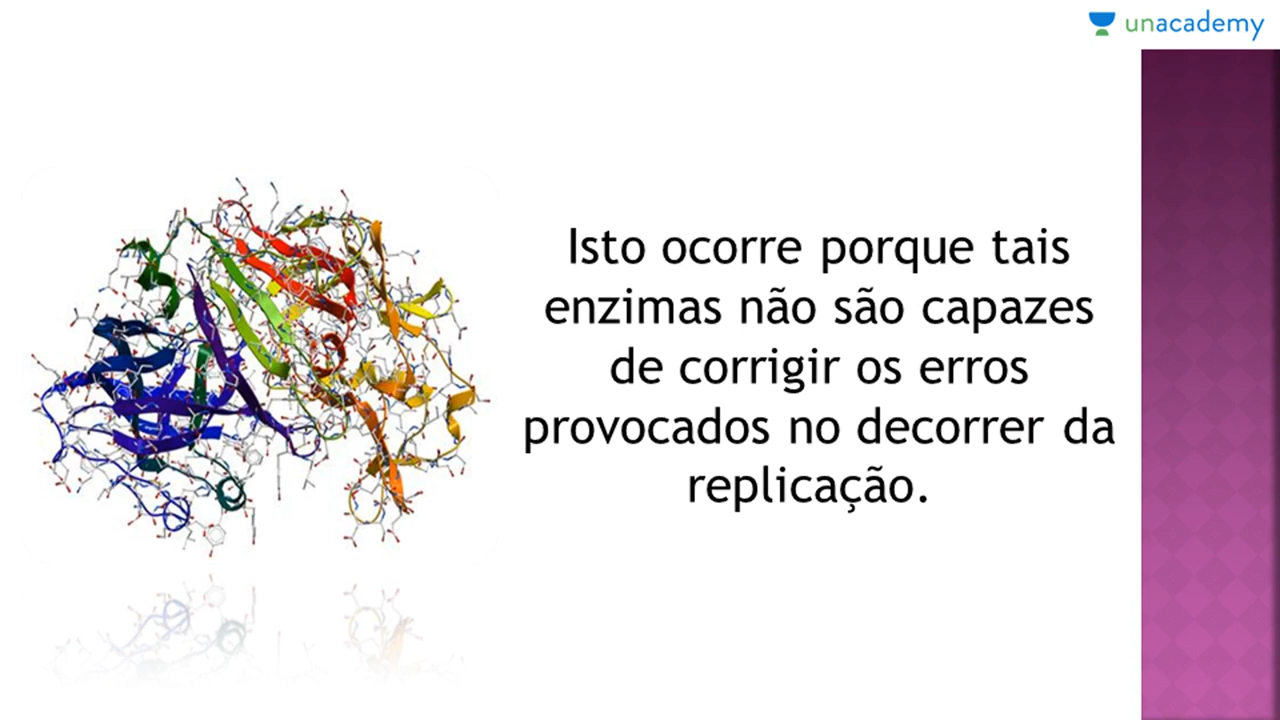 unacademy
Isto ocorre porque tais
enzimas não são capazes
de corrigir os erros
provocados no decorrer da
replicação.